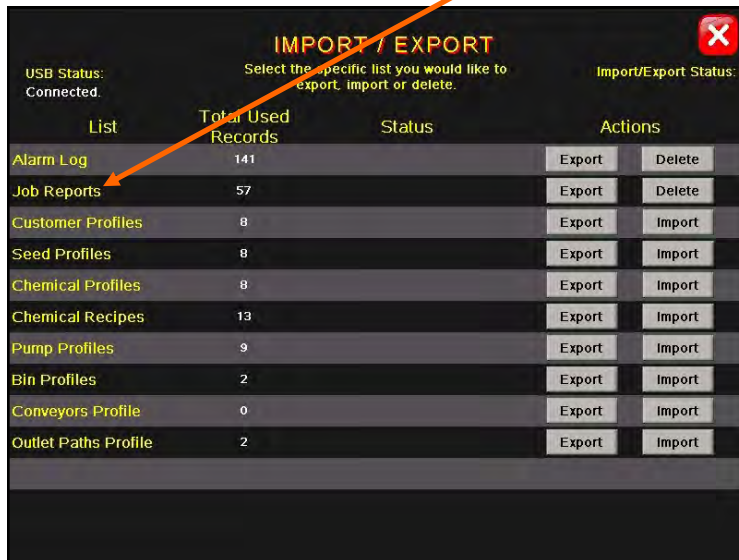 IMPORT / EXPORT
USB Status:
Connected.
Select the specific list you would like to
export, import or delete.
Import/Export Status:
List Total Used Records Status Actions
Alarm Log 141 Export Delete
Job Reports 57 Export Delete
Customer Profiles 8 Export Import
Seed Profiles 8 Export Import
Chemical Profiles 8 Export Import
Chemical Recipes 13 Export Import
Pump Profiles 9 Export Import
Bin Profiles 2 Export Import
Conveyors Profile 0 Export Import
Outlet Paths Profile 2 Export Import